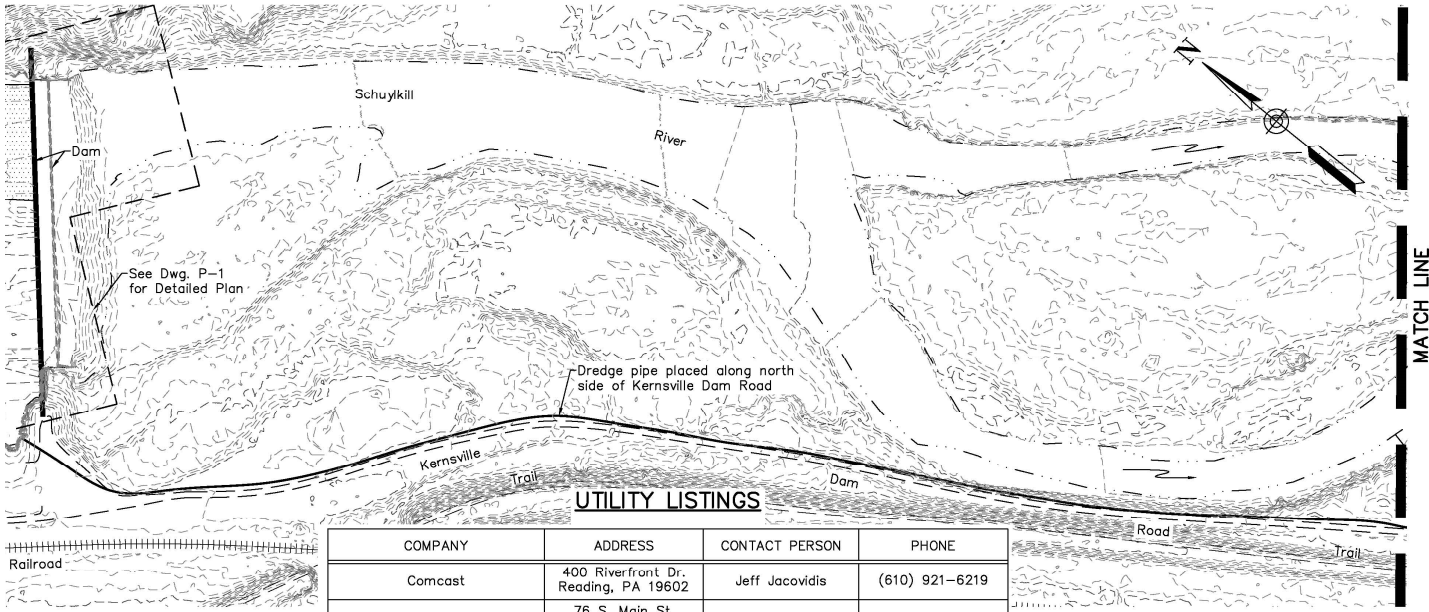 N
Schuylkill
River
Dam
See Dwg. P-1
for Detailed Plan
MATCH LINE
Dredge pipe placed along north
side of Kernsville Dam Road
Kernsville
Trail
Dam
Road
Trail
Railroad
UTILITY LISTINGS
COMPANY ADDRESS CONTACT PERSON PHONE
Comcast 400 Riverfront Dr. Jeff Jacovidis (610) 921-6219
Reading, PA 19602
76 S. Main St.